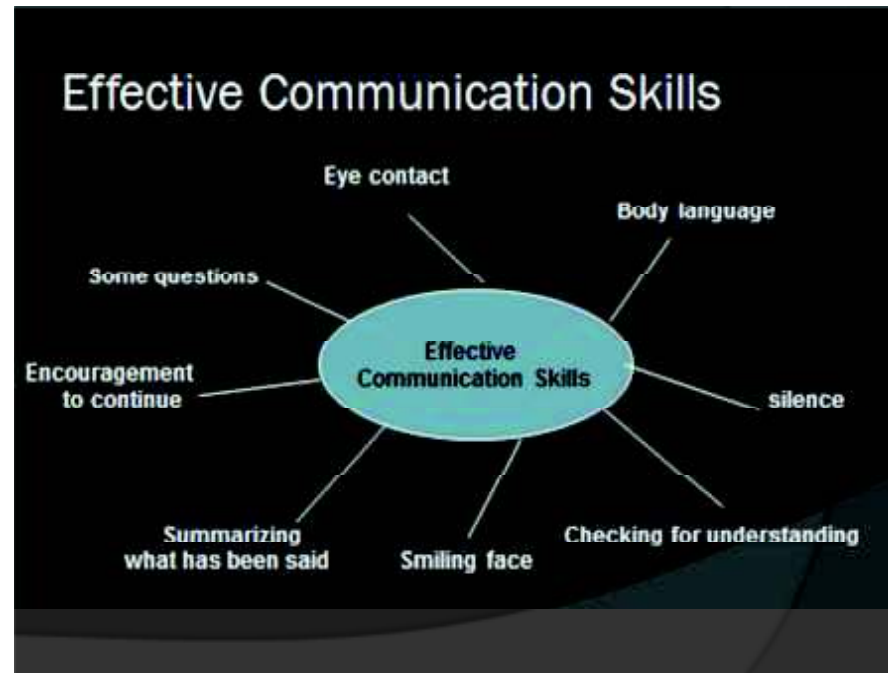 Effective Communication Skills
Eye contact
Body language
Some questions
Effective
Communication Skills
Encouragement
to continue
silence
Summarizing
what has been said
Smiling face
Checking for understanding